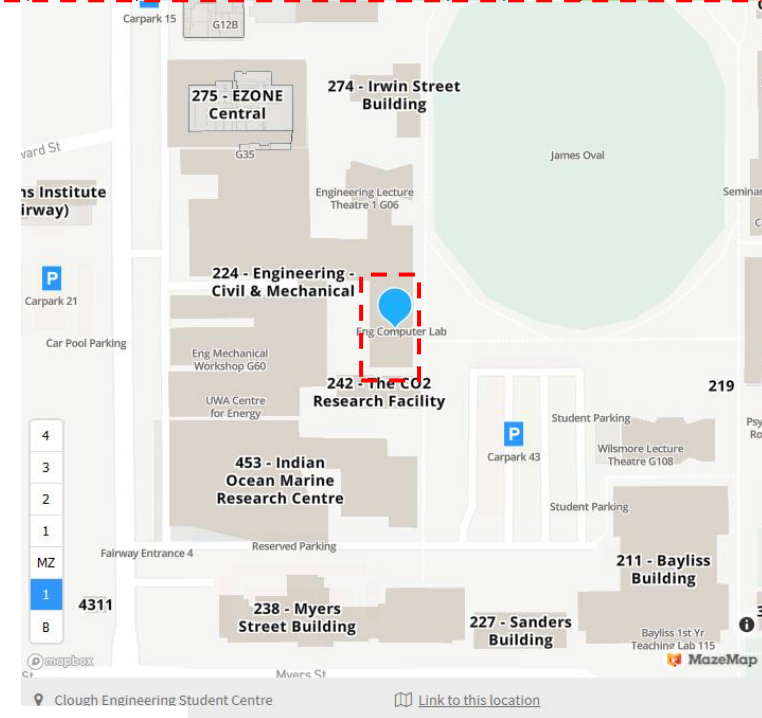 Carpark 15
G12B
275 - EZONE
Central
274 - Irwin Street
Building
ward St
G35
James Oval
ns Institute
irway)
Engineering Lecture
Theatre 1 G06
Seminar
224 - Engineering -
Civil & Mechanical
P
Carpark 21
Eng Computer Lab
Car Pool Parking
Eng Mechanical
Workshop G60
242 - The CO2
Research Facility
219
UWA Centre
for Energy
Student Parking
P
Carpark 43
Wilsmore Lecture
Theatre G108
Psy
Ro
4
3
2
1
MZ
1
B
453 - Indian
Ocean Marine
Research Centre
Student Parking
Fairway Entrance 4
Reserved Parking
211 - Bayliss
Building
4311
238 - Myers
Street Building
227 - Sanders
Building
Bayliss 1st Yr
Teaching Lab 115
mapbox
MazeMap
Myers St
Clough Engineering Student Centre
Link to this location